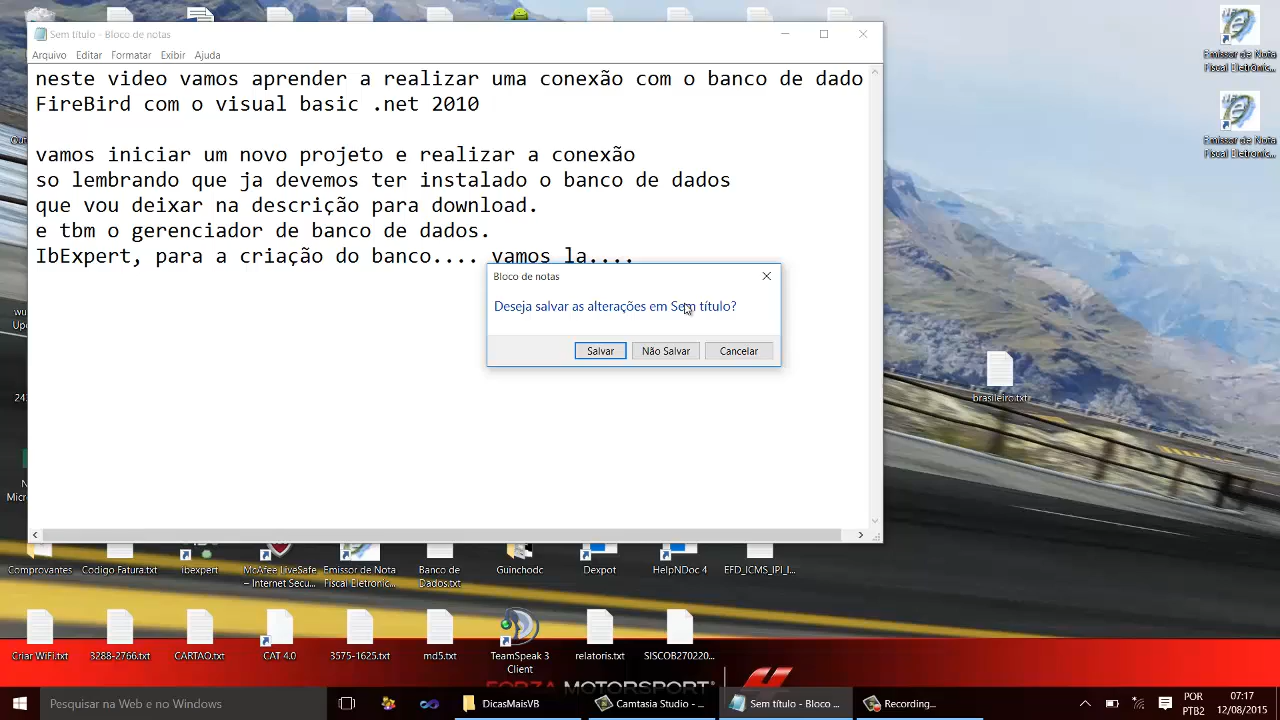 Sem título - Bloco de notas
Arquivo Editar Formatar Exibir Ajuda
neste video vamos aprender a realizar uma conexão com o banco de dado
FireBird com o visual basic .net 2010
vamos iniciar um novo projeto e realizar a conexão
so lembrando que ja devemos ter instalado o banco de dados
que vou deixar na descrição para download.
e tbm o gerenciador de banco de dados.
IbExpert, para a criação do banco.... vamos la....
Bloco de notas
Deseja salvar as alterações em Sem título?
Salvar Não Salvar Cancelar
Emissor de Nota
Fiscal Eletrônic...
Emissor de Nota
Fiscal Eletrônic...
brasileiro.txt
Comprovantes
Codigo Fatura.txt
ibexpert
McAfee LiveSafe
– Internet Secu...
Emissor de Nota
Fiscal Eletrônic...
Banco de
Dados.txt
Guinchodc
Dexpot
HelpNDoc 4
EFD_ICMS_IPI_I...
Criar WiFi.txt
3288-2766.txt
CARTAO.txt
CAT 4.0
3575-1625.txt
md5.txt
TeamSpeak 3
Client
relatoris.txt
SISCOB270220...
FORZA MOTORSPORT 4
Pesquisar na Web e no Windows
DicasMaisVB
Camtasia Studio - ...
Sem título - Bloco ...
Recording...
POR
PTB2
07:17
12/08/2015